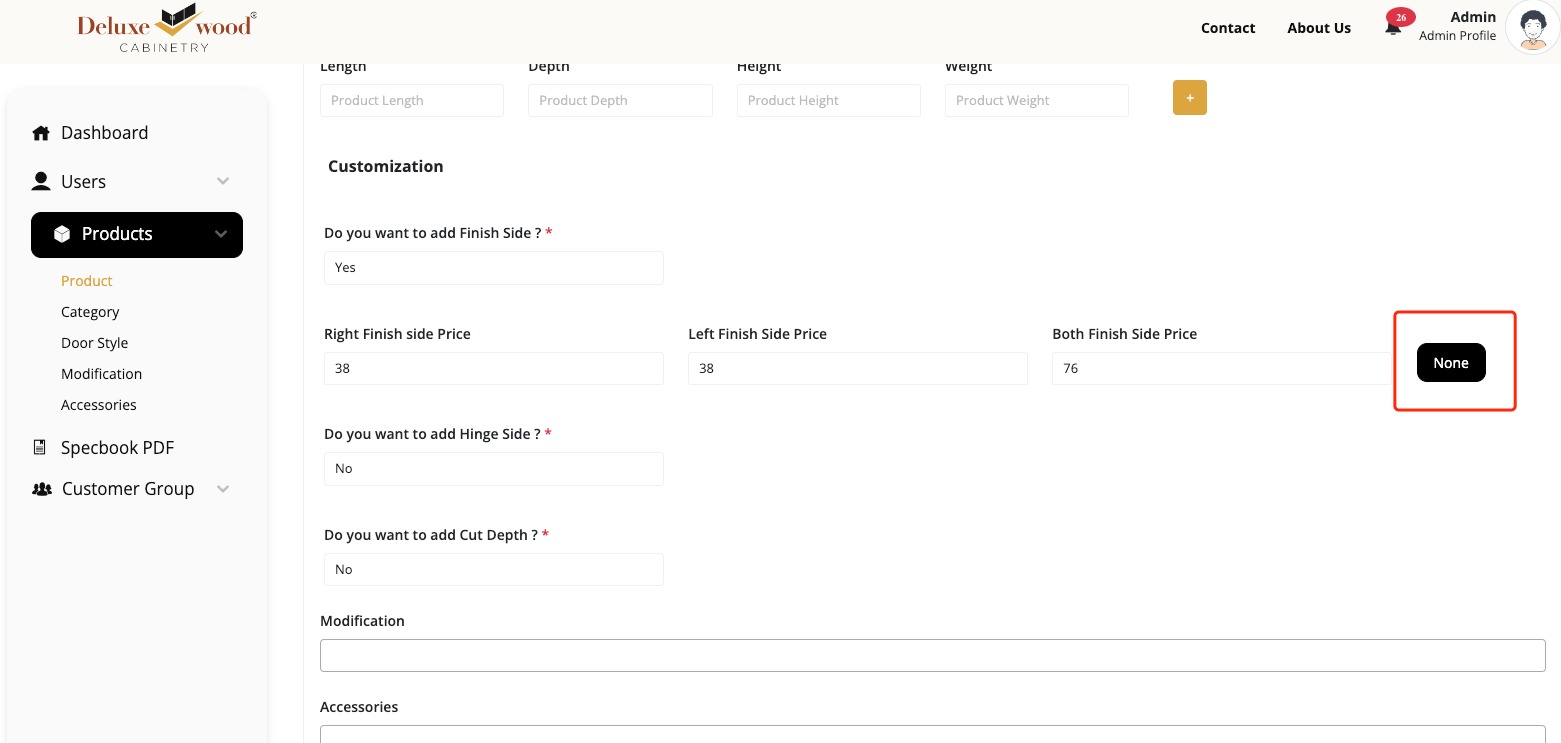 Deluxe wood®
CABINETRY
Contact
About Us
26
Admin
Admin Profile
Dashboard
Users
Products
Product
Category
Door Style
Modification
Accessories
Specbook PDF
Customer Group
Length
Depth
Height
Weight
Product Length
Product Depth
Product Height
Product Weight
+
Customization
Do you want to add Finish Side ? *
Yes
Right Finish side Price
Left Finish Side Price
Both Finish Side Price
38
38
76
None
Do you want to add Hinge Side ? *
No
Do you want to add Cut Depth ? *
No
Modification
Accessories